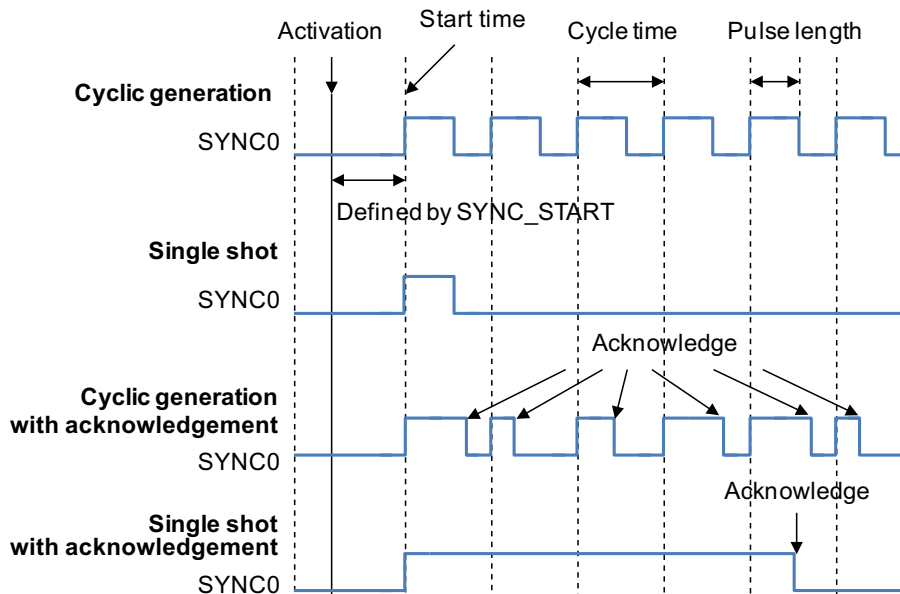 Activation
Start time
Cycle time
Pulse length
Cyclic generation
SYNC0
Defined by SYNC_START
Single shot
SYNC0
Acknowledge
Cyclic generation
with acknowledgement
SYNC0
Acknowledge
Single shot
with acknowledgement
SYNC0